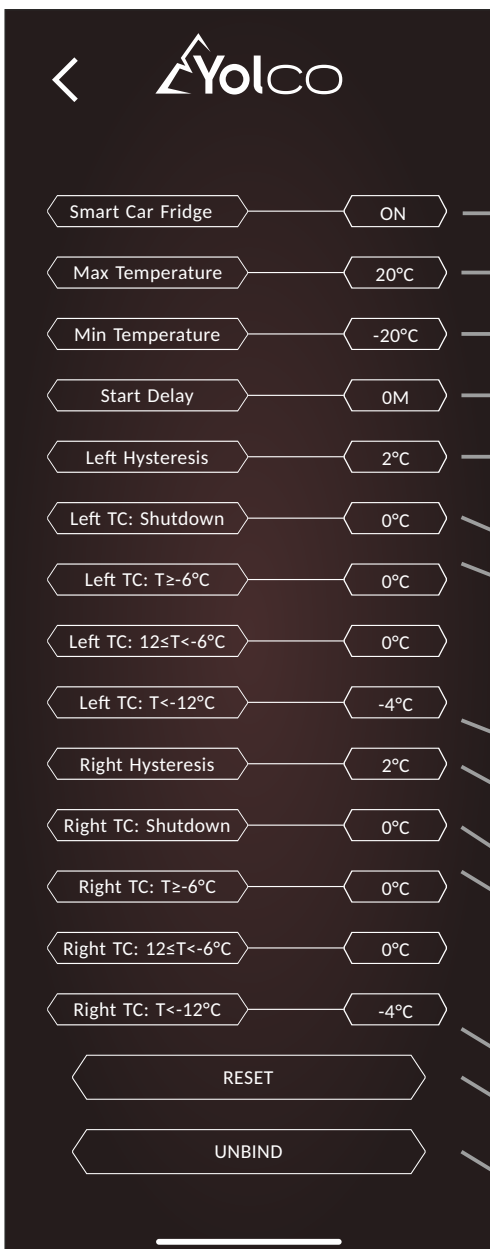 Yolco
Smart Car Fridge ON
Max Temperature 20°C
Min Temperature -20°C
Start Delay 0M
Left Hysteresis 2°C
Left TC: Shutdown 0°C
Left TC: T≥-6°C 0°C
Left TC: 12≤T<-6°C 0°C
Left TC: T<-12°C -4°C
Right Hysteresis 2°C
Right TC: Shutdown 0°C
Right TC: T≥-6°C 0°C
Right TC: 12≤T<-6°C 0°C
Right TC: T<-12°C -4°C
RESET
UNBIND